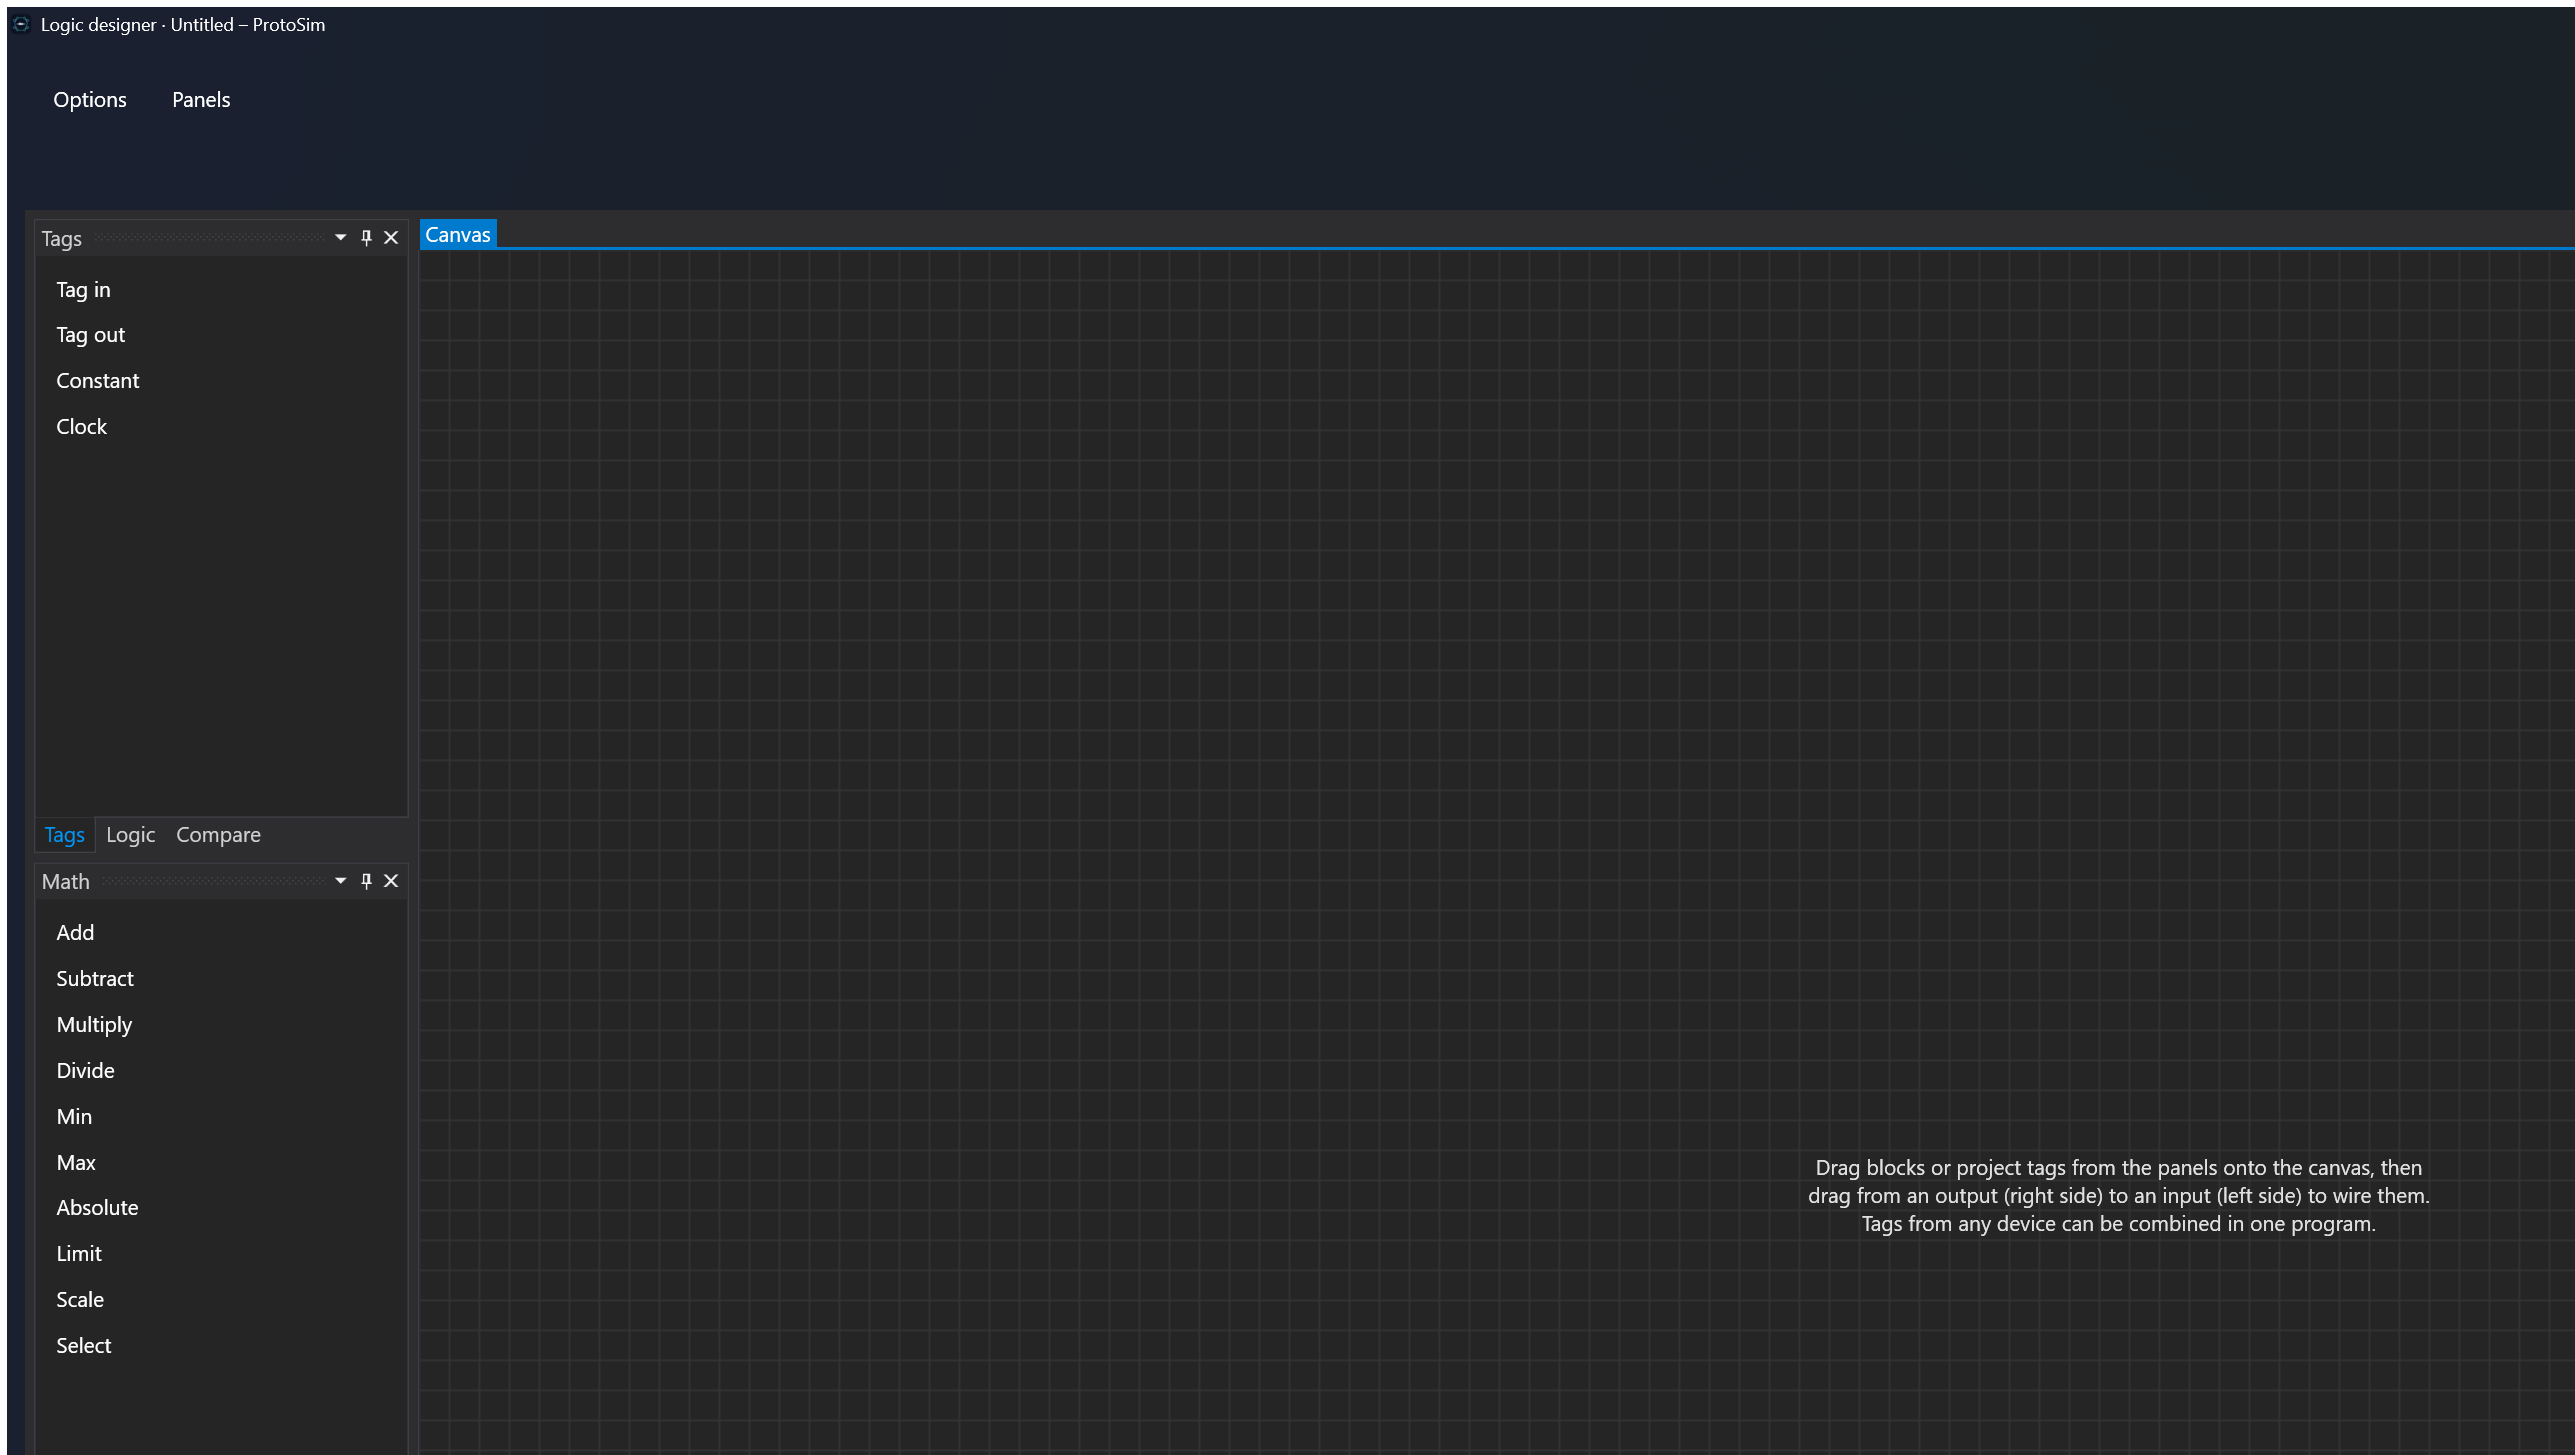 Logic designer · Untitled – ProtoSim
Options Panels
Tags
Tag in
Tag out
Constant
Clock
Tags Logic Compare
Math
Add
Subtract
Multiply
Divide
Min
Max
Absolute
Limit
Scale
Select
Canvas
Drag blocks or project tags from the panels onto the canvas, then
drag from an output (right side) to an input (left side) to wire them.
Tags from any device can be combined in one program.